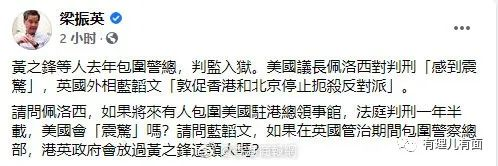 梁振英
2小时 ·
黃之鋒等人去年包圍警總，判監入獄。美國議長佩洛西對判刑「感到震
驚」，英國外相藍韜文「敦促香港和北京停止扼殺反對派」。
請問佩洛西，如果將來有人包圍美國駐港總領事館，法庭判刑一年半
載，美國會「震驚」嗎？請問藍韜文，如果在英國管治期間包圍警察總
部，港英政府會放過黃之鋒這類人嗎？
有理儿有面